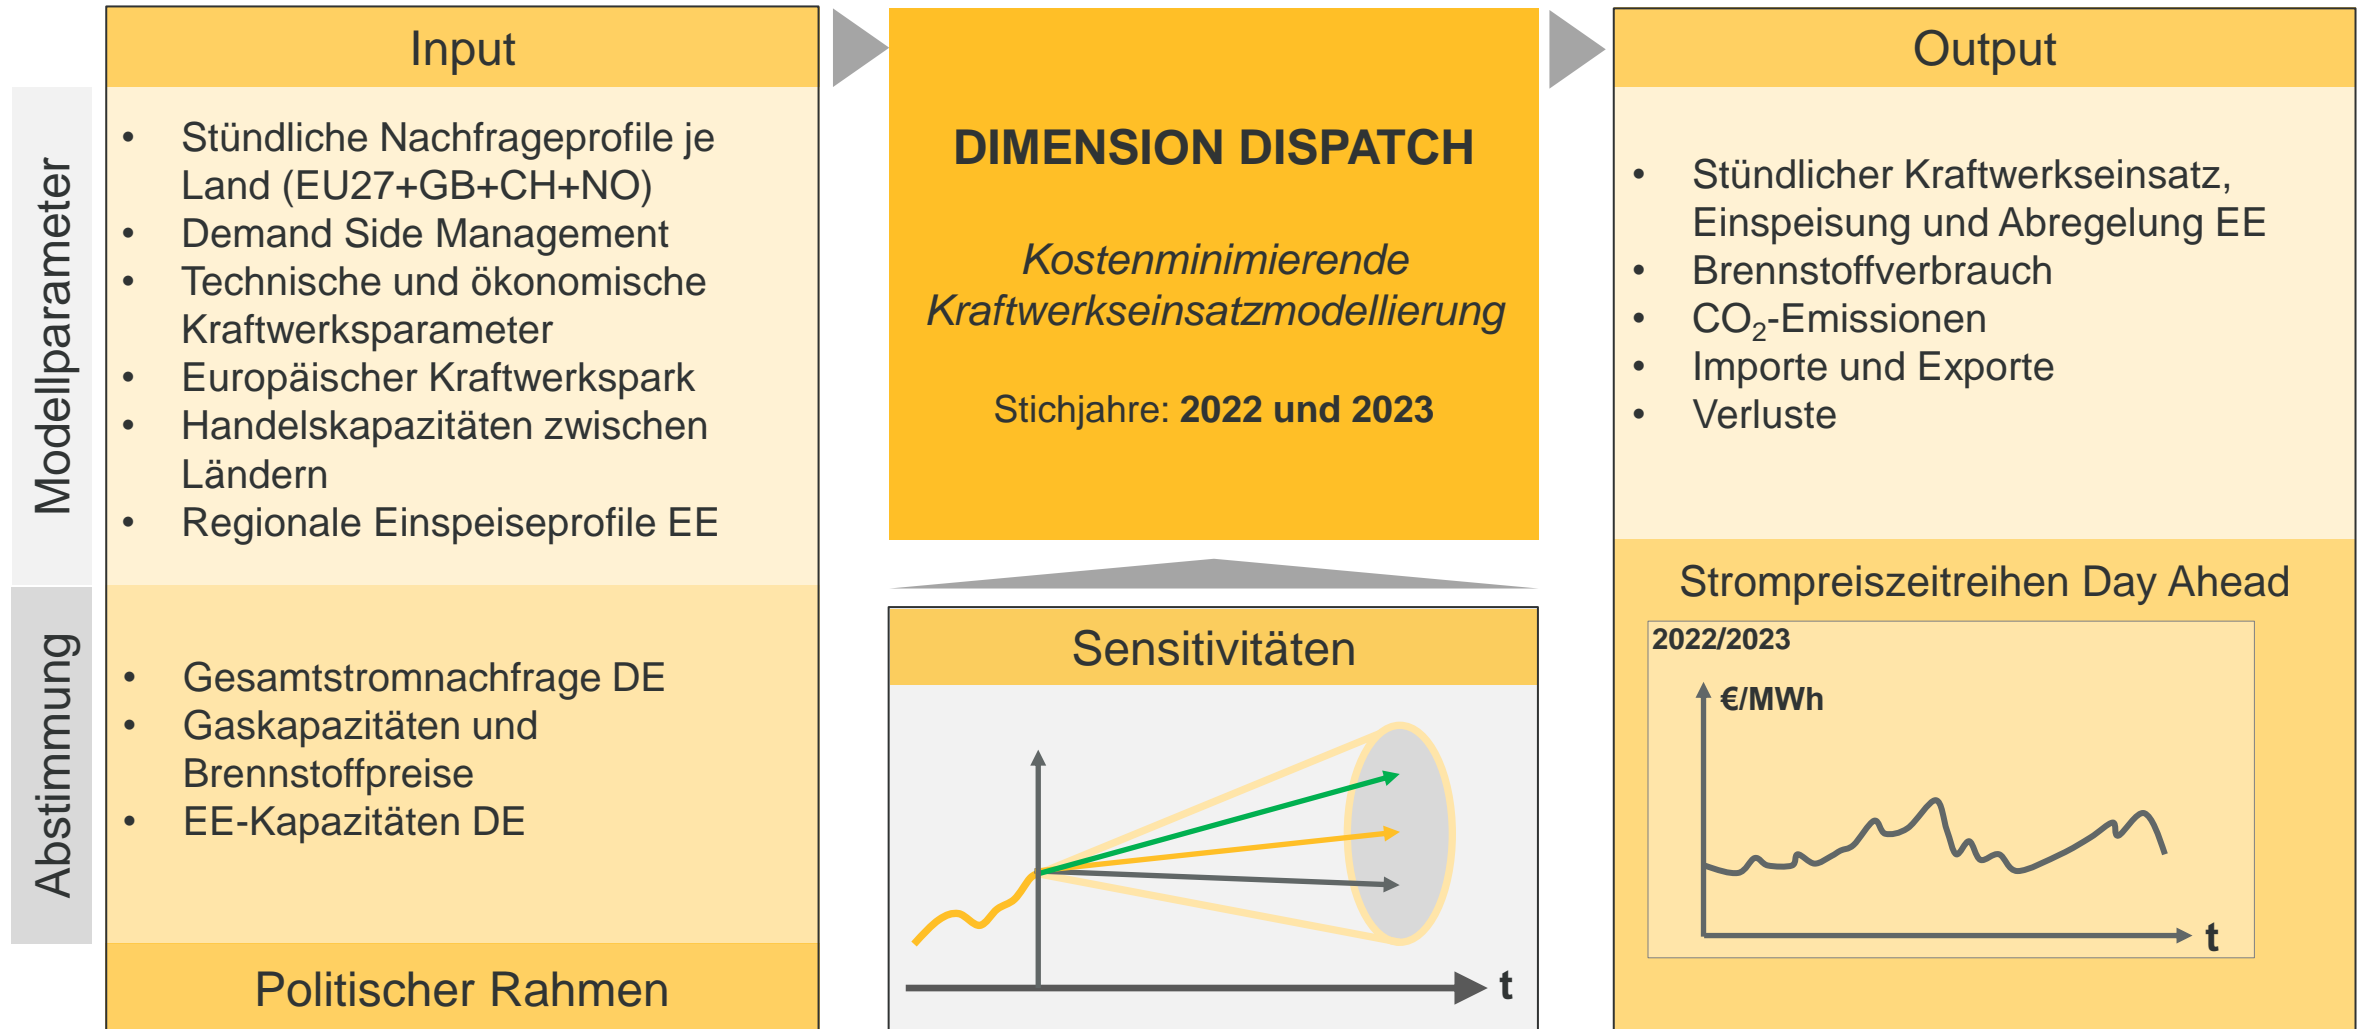 Input
Modellparameter
• Stündliche Nachfrageprofile je
Land (EU27+GB+CH+NO)
• Demand Side Management
• Technische und ökonomische
Kraftwerksparameter
• Europäischer Kraftwerkspark
• Handelskapazitäten zwischen
Ländern
• Regionale Einspeiseprofile EE
Abstimmung
• Gesamtstromnachfrage DE
• Gaskapazitäten und
Brennstoffpreise
• EE-Kapazitäten DE
Politischer Rahmen
DIMENSION DISPATCH
Kostenminimierende
Kraftwerkseinsatzmodellierung
Stichjahre: 2022 und 2023
Sensitivitäten
t
Output
• Stündlicher Kraftwerkseinsatz,
Einspeisung und Abregelung EE
• Brennstoffverbrauch
• CO₂-Emissionen
• Importe und Exporte
• Verluste
Strompreiszeitreihen Day Ahead
2022/2023
€/MWh
t